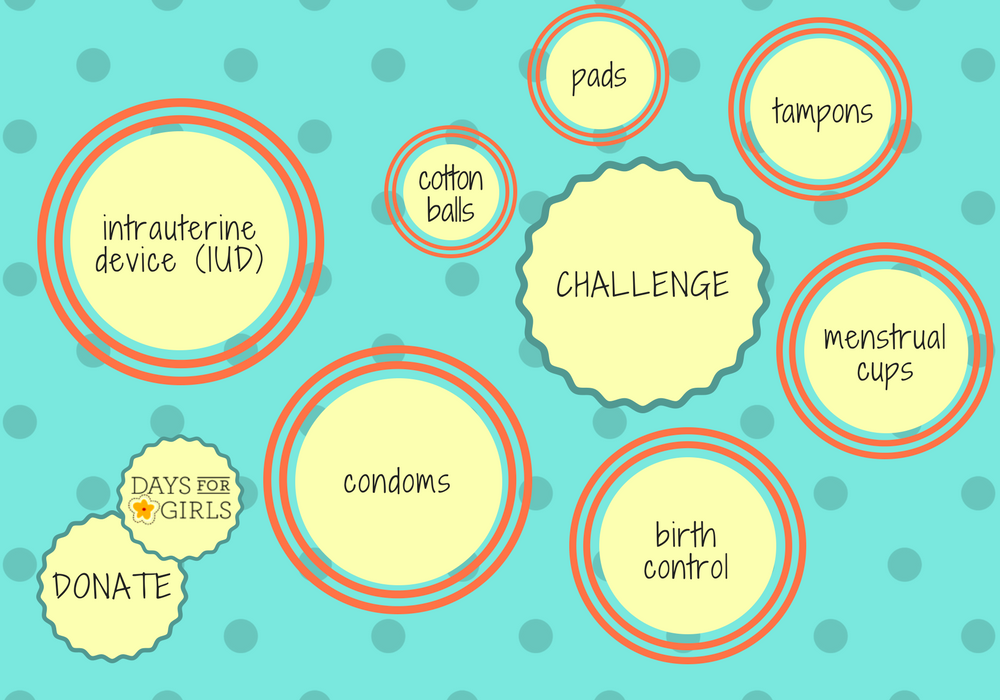 pads
tampons
cotton
balls
intrauterine
device (IUD)
CHALLENGE
menstrual
cups
condoms
birth
control
DAYS FOR
GIRLS
DONATE